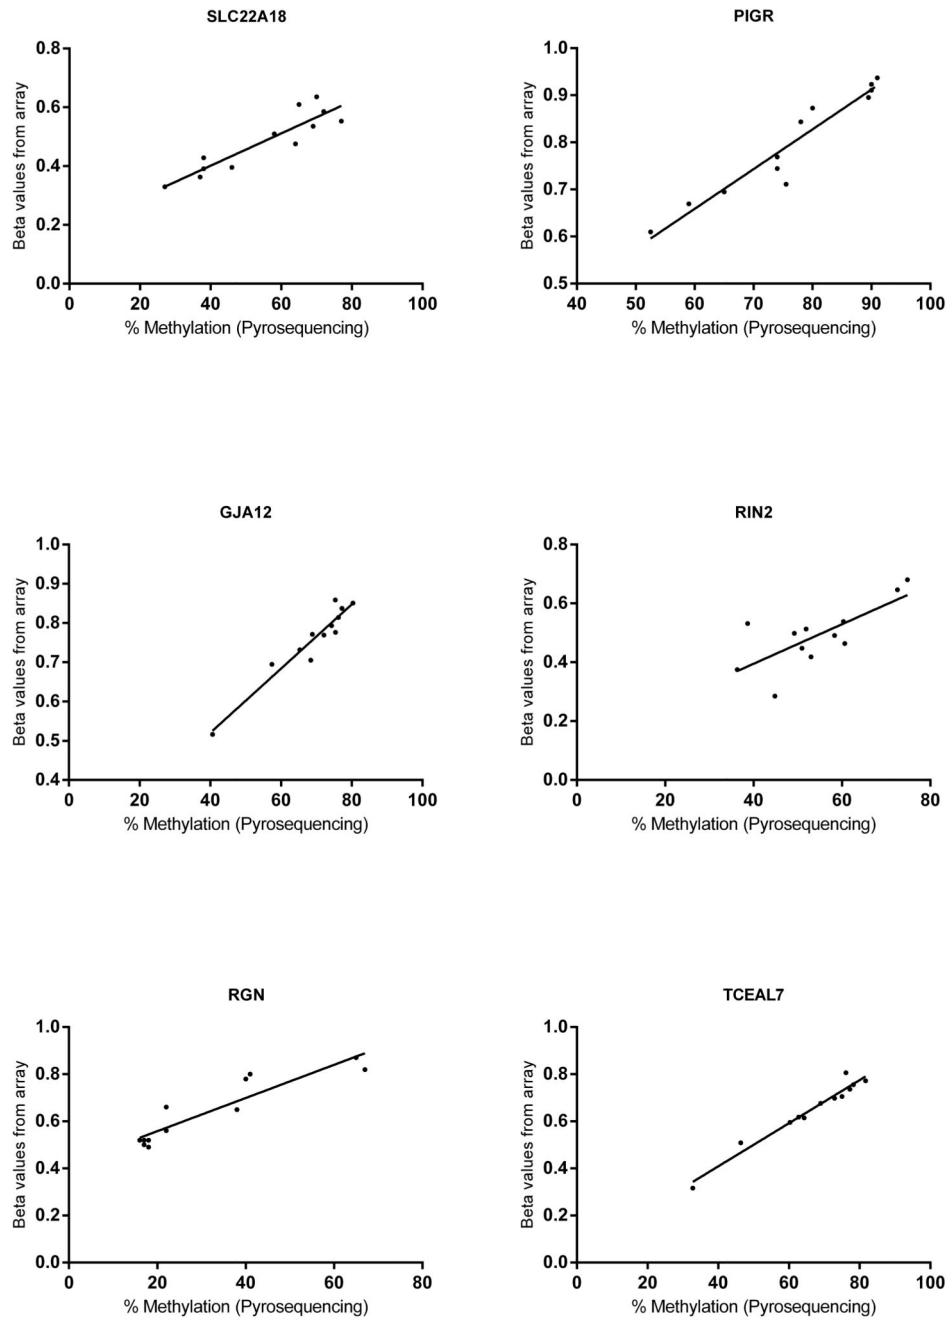 SLC22A18
Beta values from array
0.8
0.6
0.4
0.2
0.0
0 20 40 60 80 100
% Methylation (Pyrosequencing)
PIGR
Beta values from array
1.0
0.9
0.8
0.7
0.6
0.5
40 50 60 70 80 90 100
% Methylation (Pyrosequencing)
GJA12
Beta values from array
1.0
0.9
0.8
0.7
0.6
0.5
0.4
0 20 40 60 80 100
% Methylation (Pyrosequencing)
RIN2
Beta values from array
0.8
0.6
0.4
0.2
0.0
0 20 40 60 80
% Methylation (Pyrosequencing)
RGN
Beta values from array
1.0
0.8
0.6
0.4
0.2
0.0
0 20 40 60 80
% Methylation (Pyrosequencing)
TCEAL7
Beta values from array
1.0
0.8
0.6
0.4
0.2
0.0
0 20 40 60 80 100
% Methylation (Pyrosequencing)